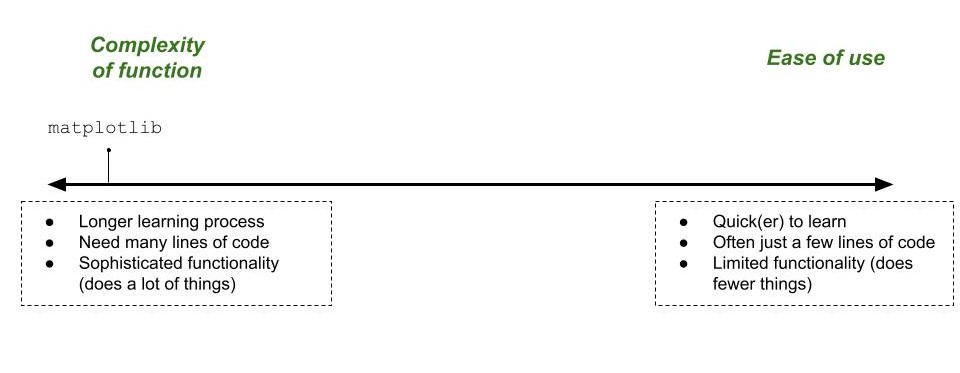 Complexity
of function
Ease of use
matplotlib
● Longer learning process
● Need many lines of code
● Sophisticated functionality
(does a lot of things)
● Quick(er) to learn
● Often just a few lines of code
● Limited functionality (does
fewer things)